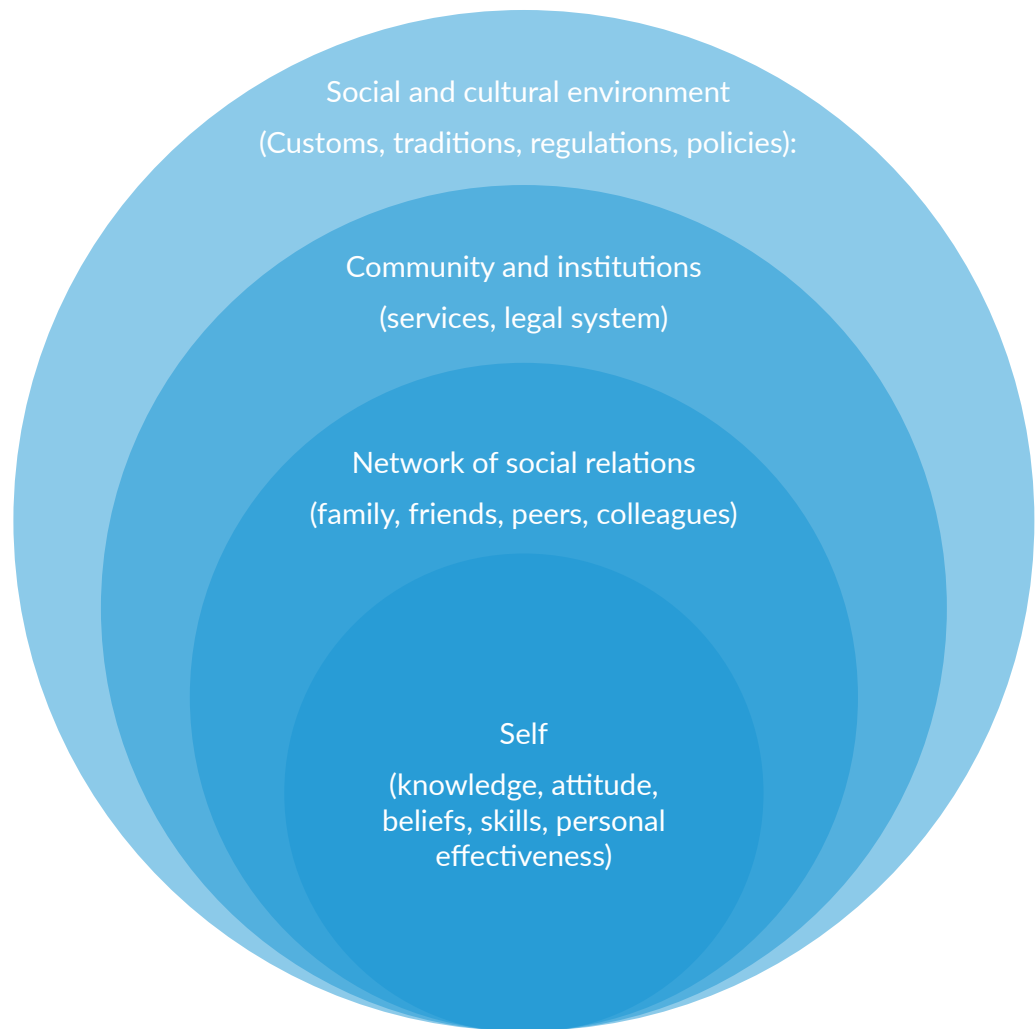 Social and cultural environment
(Customs, traditions, regulations, policies):
Community and institutions
(services, legal system)
Network of social relations
(family, friends, peers, colleagues)
Self
(knowledge, attitude,
beliefs, skills, personal
effectiveness)